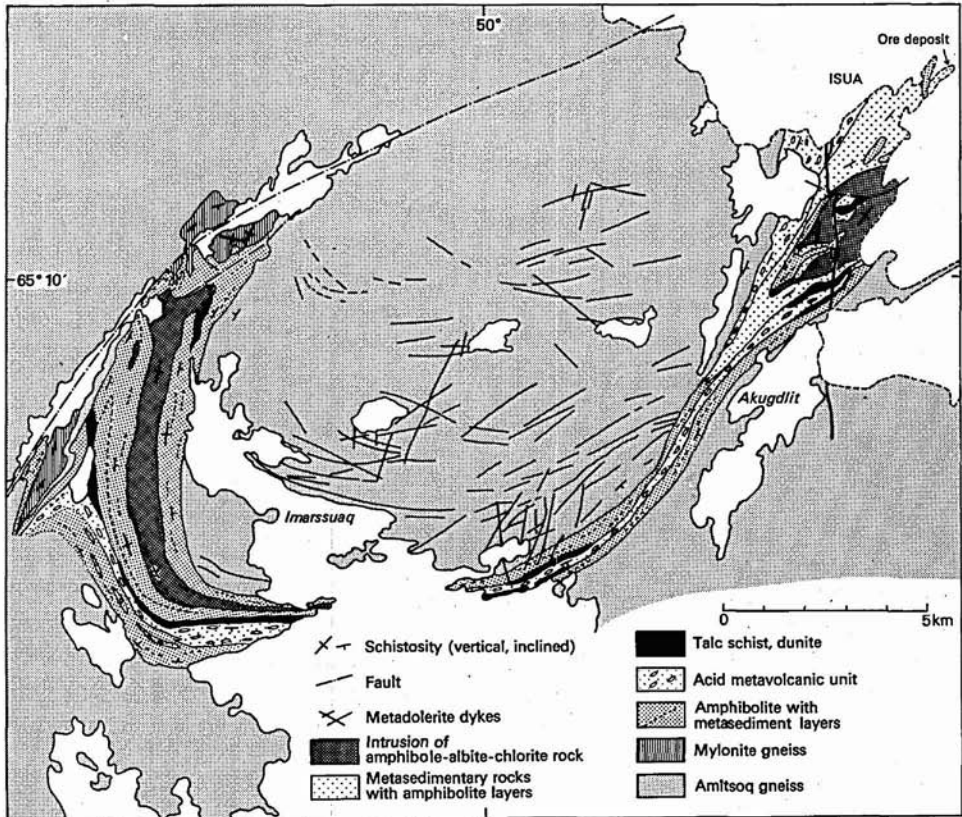 50°
Ore deposit
ISUA
65° 10'
Akugdlit
Imarssuaq
0
5km
Schistosity (vertical, inclined)
Fault
Metadolerite dykes
Intrusion of
amphibole-albite-chlorite rock
Metasedimentary rocks
with amphibolite layers
Talc schist, dunite
Acid metavolcanic unit
Amphibolite with
metasediment layers
Mylonite gneiss
Amîtsoq gneiss